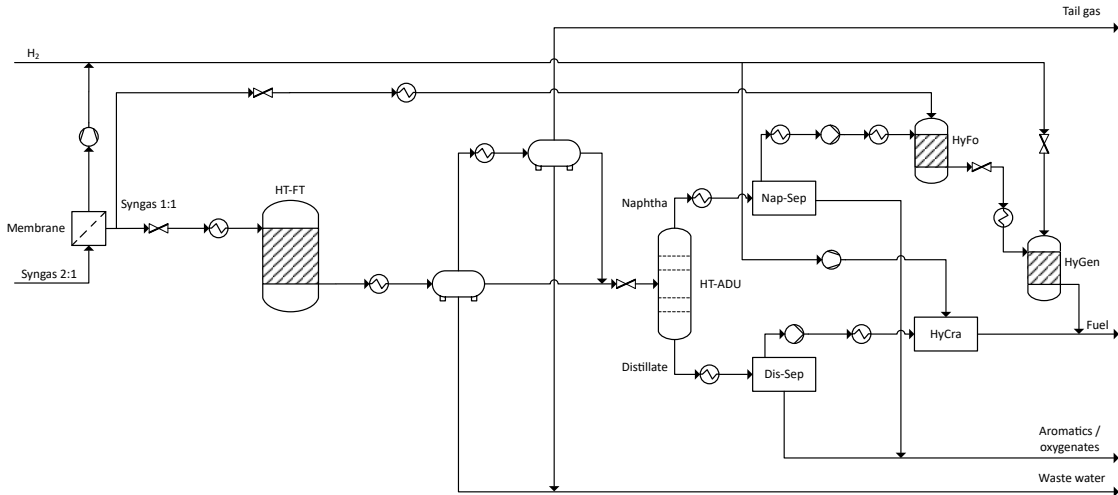 Tail gas
H₂
HyFo
HT-FT
Syngas 1:1
Naphtha
Nap-Sep
Membrane
HyGen
Syngas 2:1
HT-ADU
Fuel
HyCra
Distillate
Dis-Sep
Aromatics /
oxygenates
Waste water